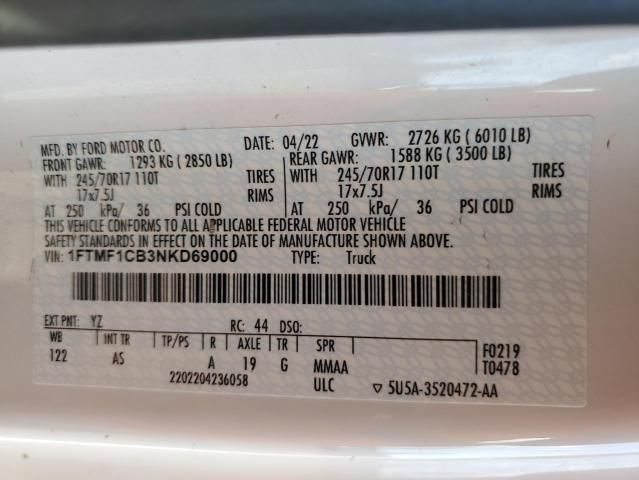 MFD. BY FORD MOTOR CO. DATE: 04/22 GVWR: 2726 KG ( 6010 LB)
FRONT GAWR: 1293 KG ( 2850 LB) REAR GAWR: 1588 KG ( 3500 LB)
WITH 245/70R17 110T TIRES WITH 245/70R17 110T TIRES
17x7.5J RIMS 17x7.5J RIMS
AT 250 kPa/ 36 PSI COLD AT 250 kPa/ 36 PSI COLD
THIS VEHICLE CONFORMS TO ALL APPLICABLE FEDERAL MOTOR VEHICLE
SAFETY STANDARDS IN EFFECT ON THE DATE OF MANUFACTURE SHOWN ABOVE.
VIN: 1FTMF1CB3NKD69000 TYPE: Truck
EXT PNT: YZ RC: 44 DSO:
WB INT TR TP/PS R AXLE TR SPR F0219
122 AS A 19 G MMAA T0478
2202204236058 ULC ▽ 5U5A-3520472-AA